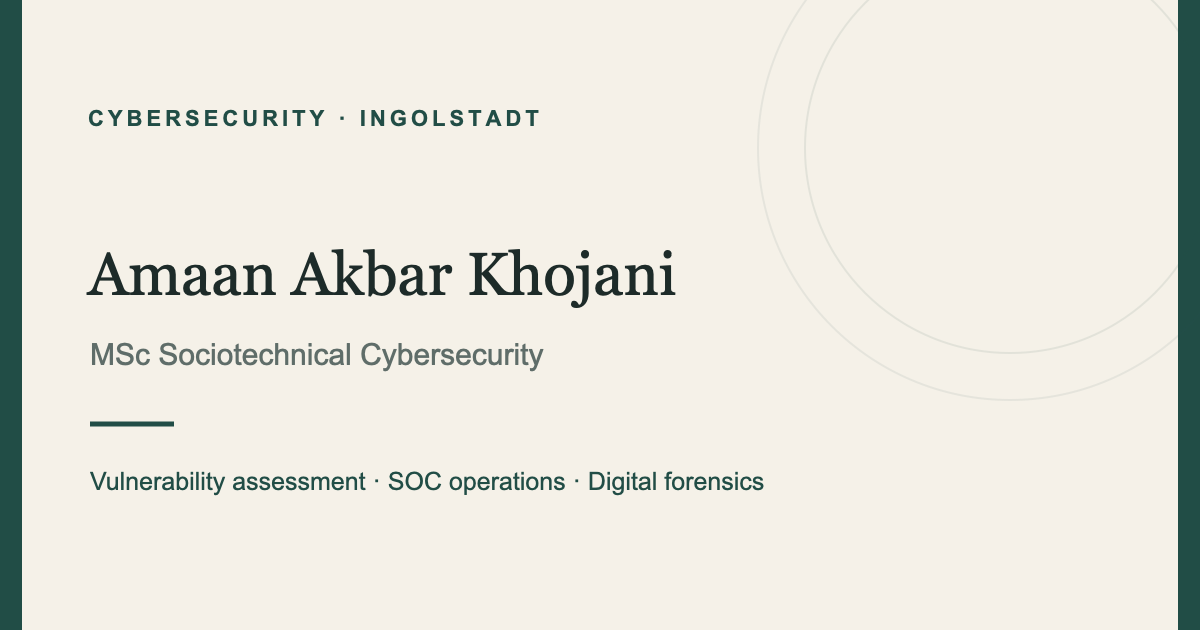 CYBERSECURITY · INGOLSTADT
Amaan Akbar Khojani
MSc Sociotechnical Cybersecurity
Vulnerability assessment · SOC operations · Digital forensics